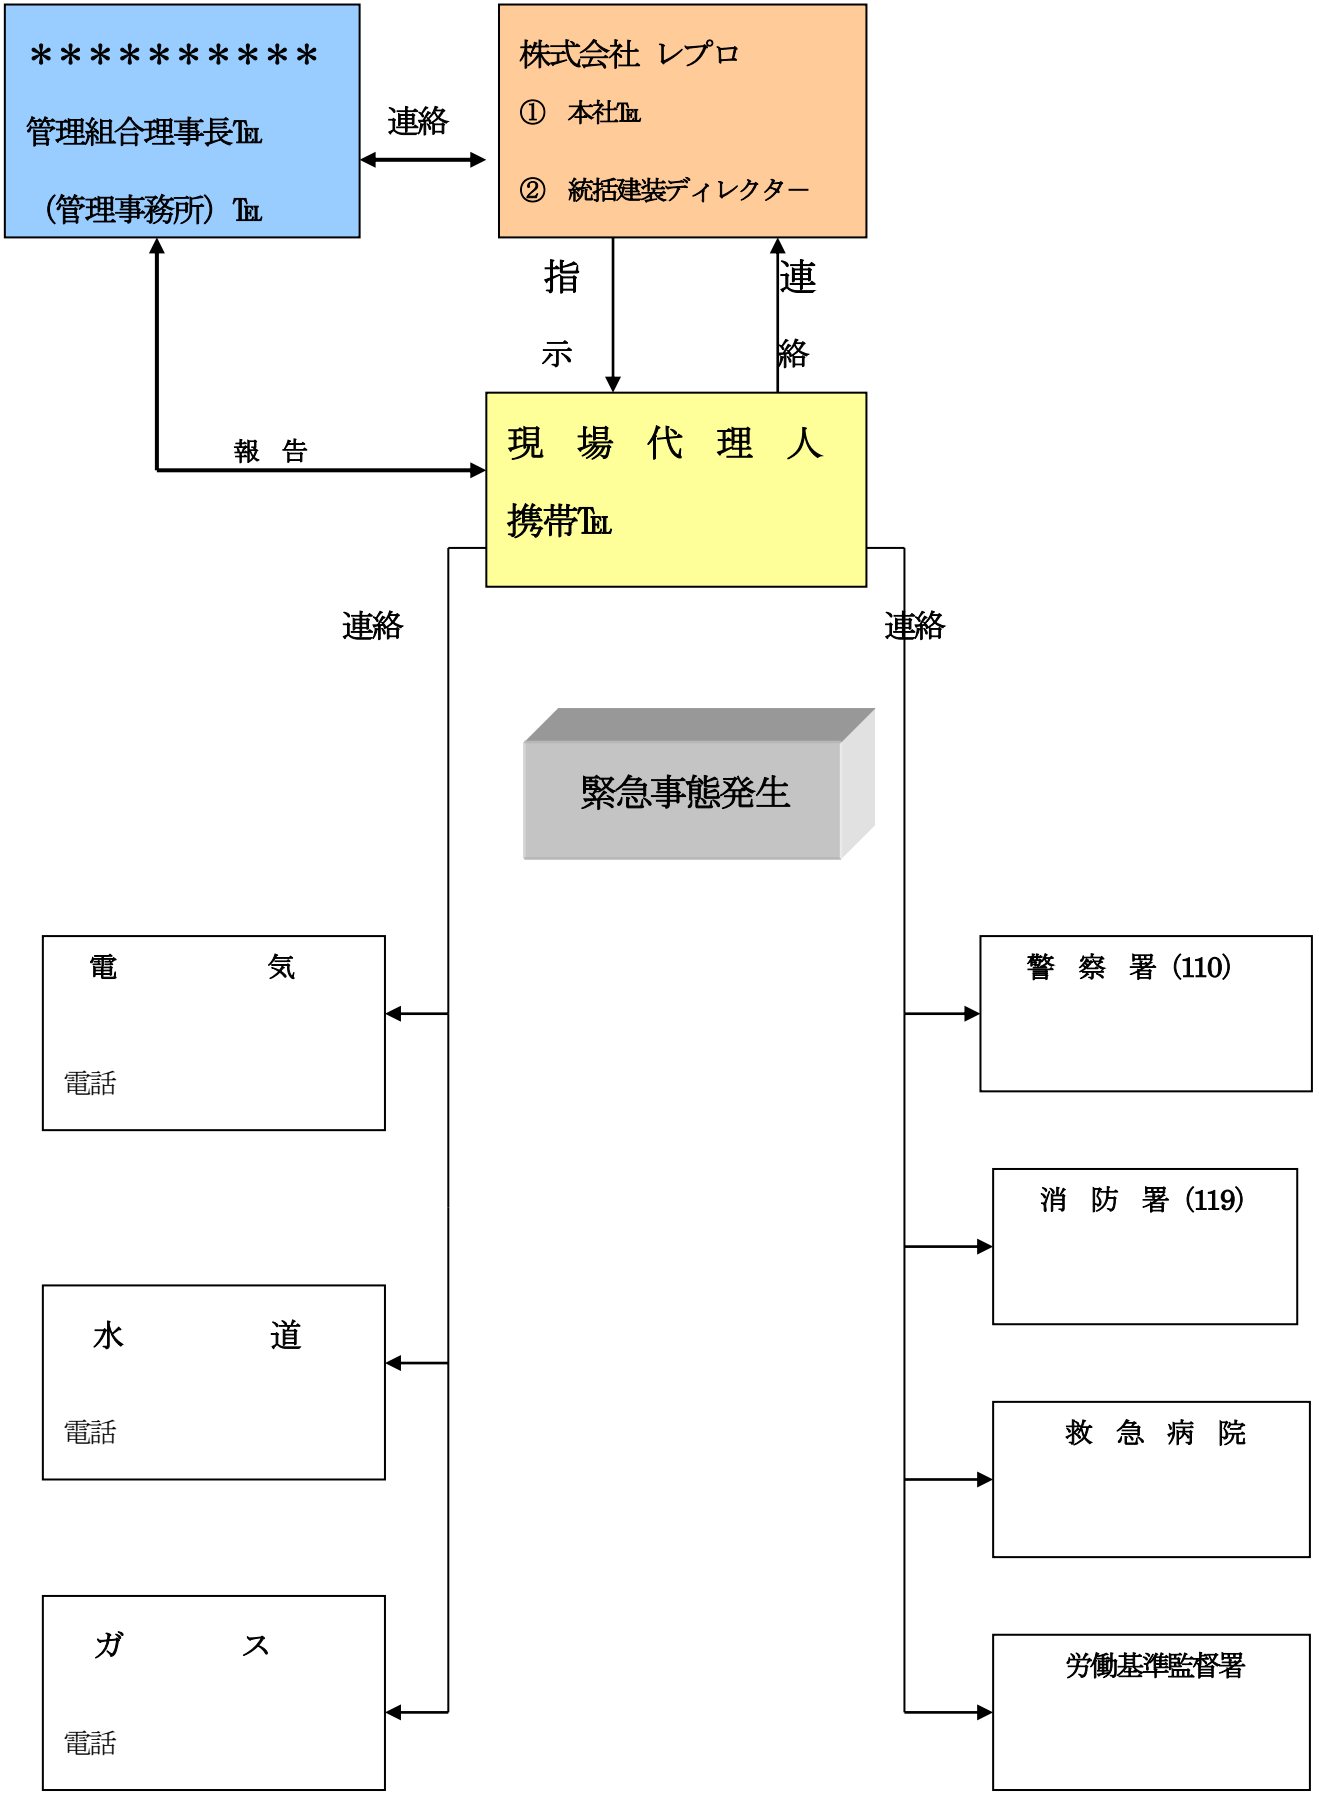 ＊＊＊＊＊＊＊＊＊＊
管理組合理事長℡
（管理事務所）℡
連絡
株式会社 レプロ
① 本社℡
② 統括建装ディレクター
指
示
連
絡
報 告
現 場 代 理 人
携帯℡
連絡
連絡
緊急事態発生
電 気
電話
水 道
電話
ガ ス
電話
警 察 署（110）
消 防 署（119）
救 急 病 院
労働基準監督署